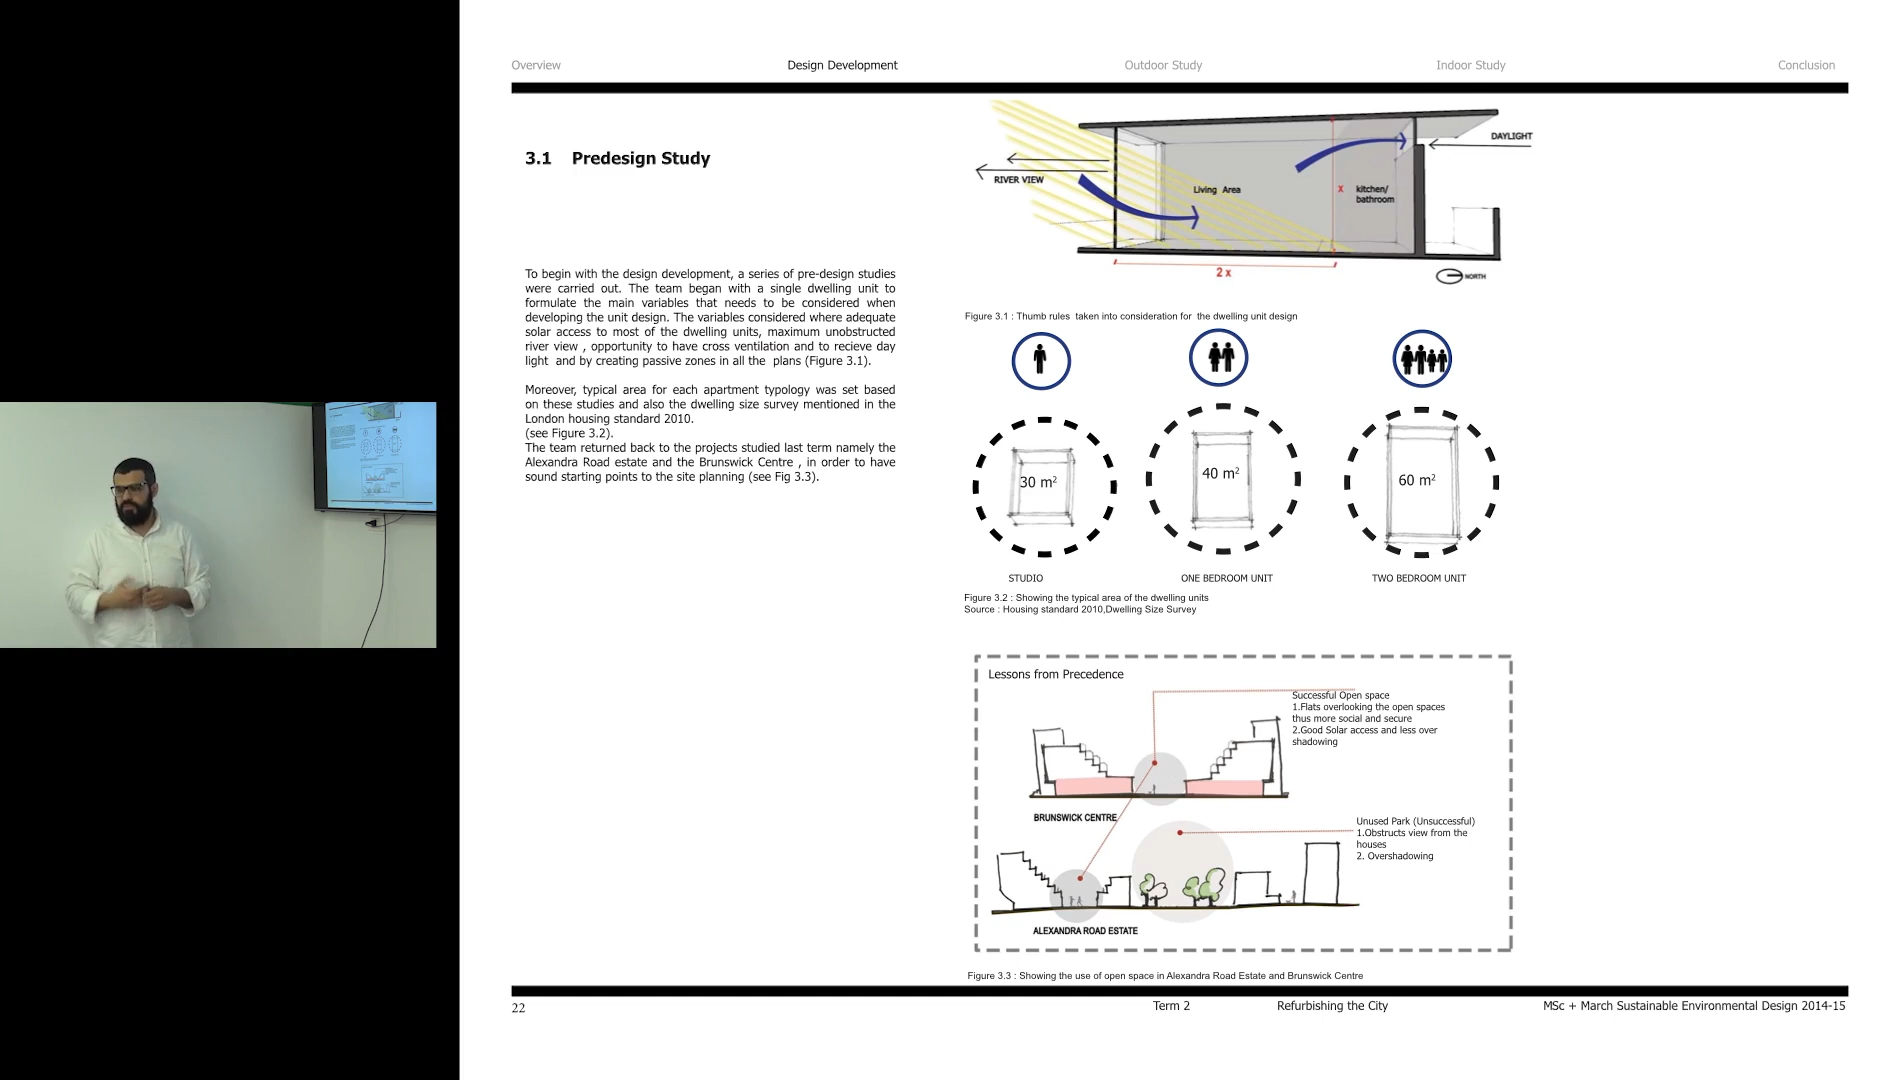 Overview Design Development Outdoor Study Indoor Study Conclusion
3.1 Predesign Study
To begin with the design development, a series of pre-design studies
were carried out. The team began with a single dwelling unit to
formulate the main variables that needs to be considered when
developing the unit design. The variables considered where adequate
solar access to most of the dwelling units, maximum unobstructed
river view , opportunity to have cross ventilation and to recieve day
light and by creating passive zones in all the plans (Figure 3.1).
Moreover, typical area for each apartment typology was set based
on these studies and also the dwelling size survey mentioned in the
London housing standard 2010.
(see Figure 3.2).
The team returned back to the projects studied last term namely the
Alexandra Road estate and the Brunswick Centre , in order to have
sound starting points to the site planning (see Fig 3.3).
DAYLIGHT
RIVER VIEW
Living Area
X
kitchen/
bathroom
2 x
NORTH
Figure 3.1 : Thumb rules taken into consideration for the dwelling unit design
30 m²
40 m²
60 m²
STUDIO
ONE BEDROOM UNIT
TWO BEDROOM UNIT
Figure 3.2 : Showing the typical area of the dwelling units
Source : Housing standard 2010,Dwelling Size Survey
Lessons from Precedence
Successful Open space
1.Flats overlooking the open spaces
thus more social and secure
2.Good Solar access and less over
shadowing
BRUNSWICK CENTRE
Unused Park (Unsuccessful)
1.Obstructs view from the
houses
2. Overshadowing
ALEXANDRA ROAD ESTATE
Figure 3.3 : Showing the use of open space in Alexandra Road Estate and Brunswick Centre
22 Term 2 Refurbishing the City MSc + March Sustainable Environmental Design 2014-15